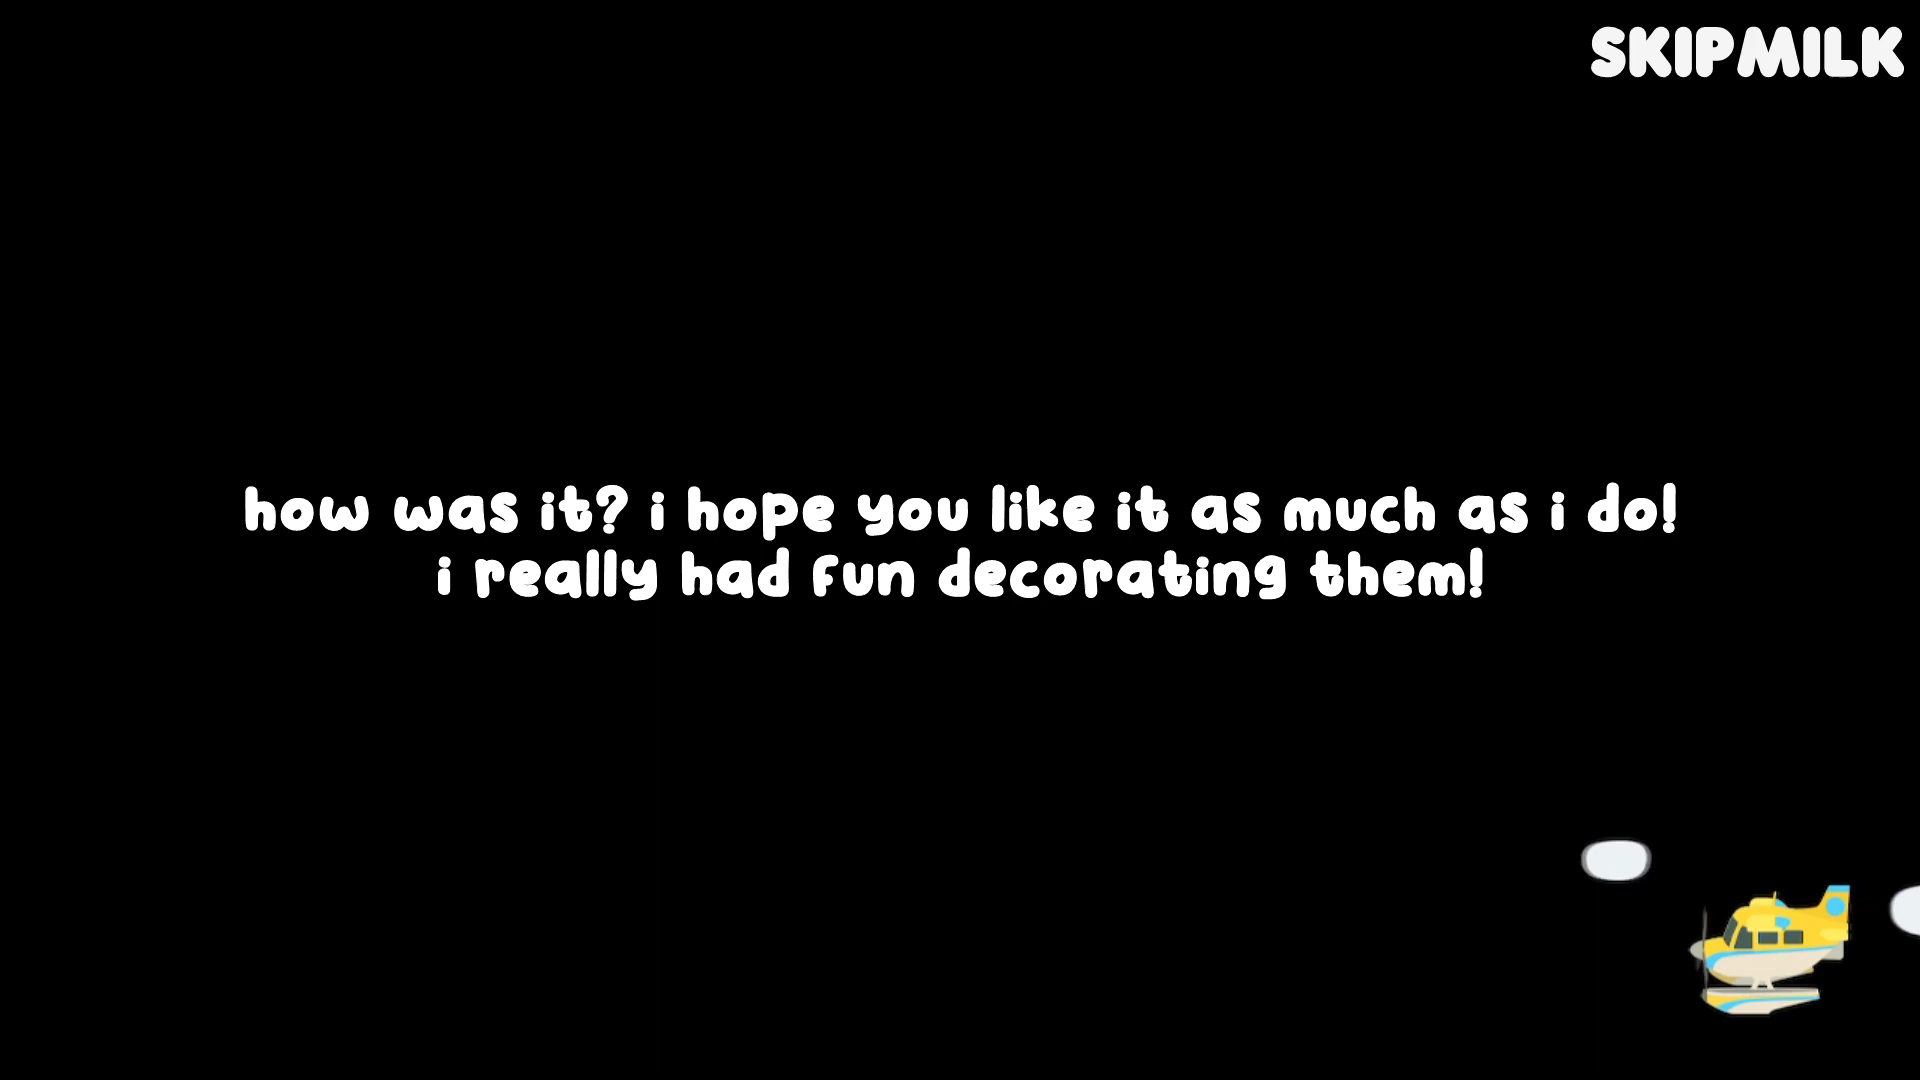 SKIPMILK
how was it? i hope you like it as much as i do!
i really had fun decorating them!